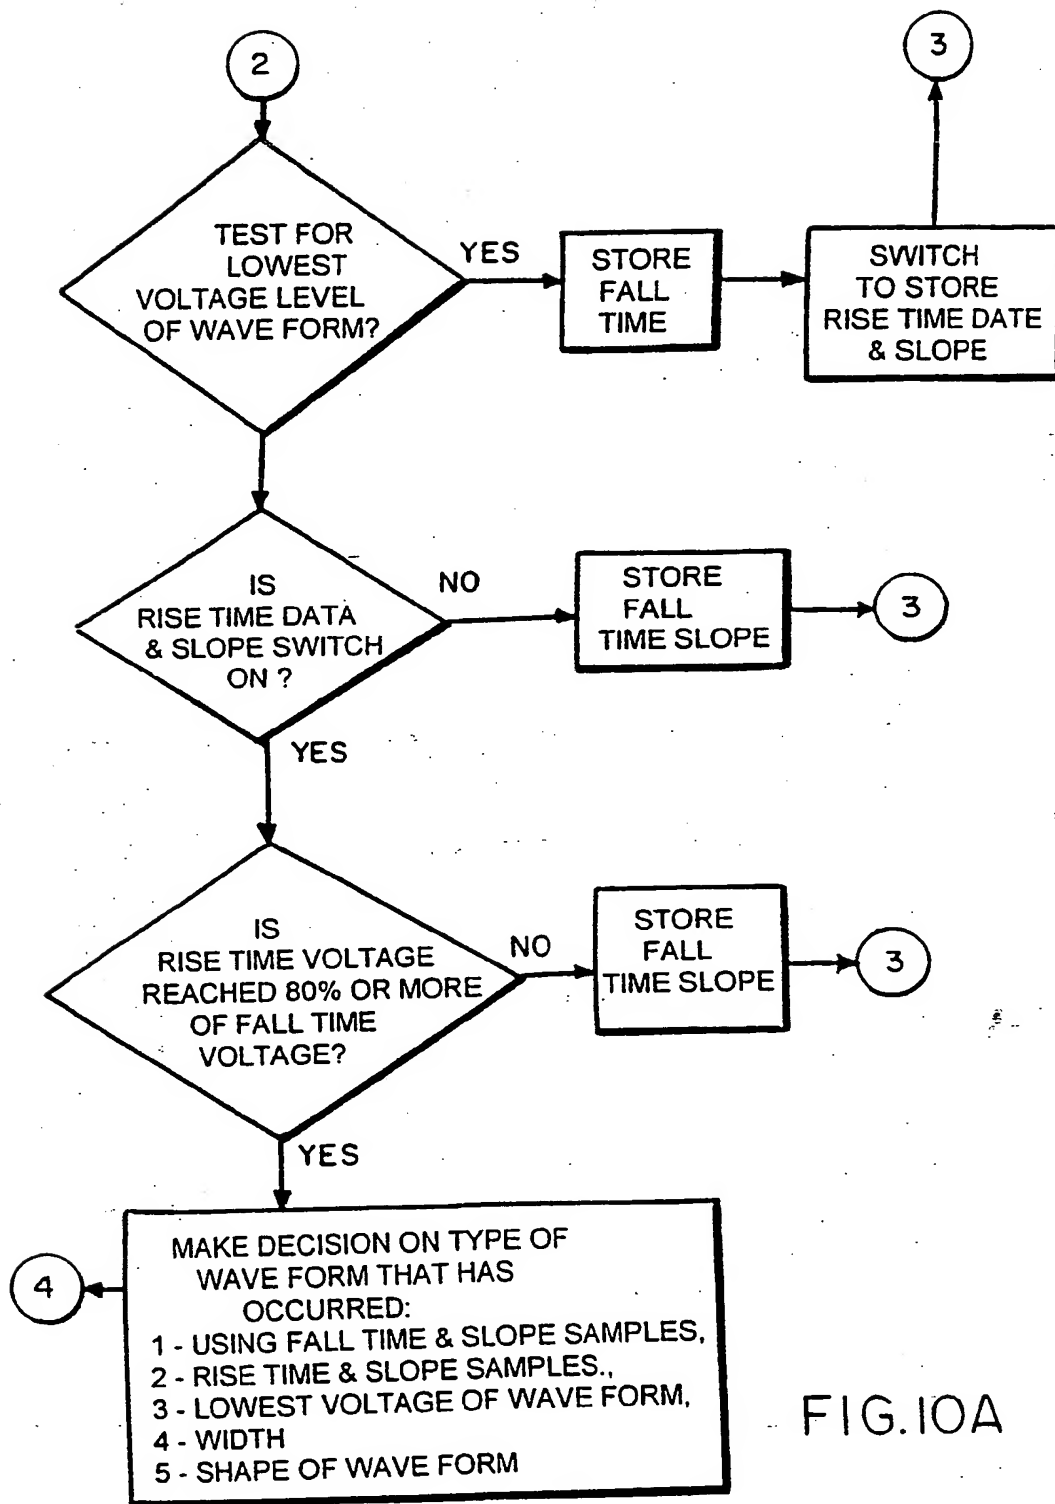 2
3
TEST FOR
LOWEST
VOLTAGE LEVEL
OF WAVE FORM?
YES
STORE
FALL
TIME
SWITCH
TO STORE
RISE TIME DATE
& SLOPE
IS
RISE TIME DATA
& SLOPE SWITCH
ON ?
NO
STORE
FALL
TIME SLOPE
3
YES
IS
RISE TIME VOLTAGE
REACHED 80% OR MORE
OF FALL TIME
VOLTAGE?
NO
STORE
FALL
TIME SLOPE
3
YES
MAKE DECISION ON TYPE OF
WAVE FORM THAT HAS
OCCURRED:
1 - USING FALL TIME & SLOPE SAMPLES,
2 - RISE TIME & SLOPE SAMPLES.,
3 - LOWEST VOLTAGE OF WAVE FORM,
4 - WIDTH
5 - SHAPE OF WAVE FORM
4
FIG.10A